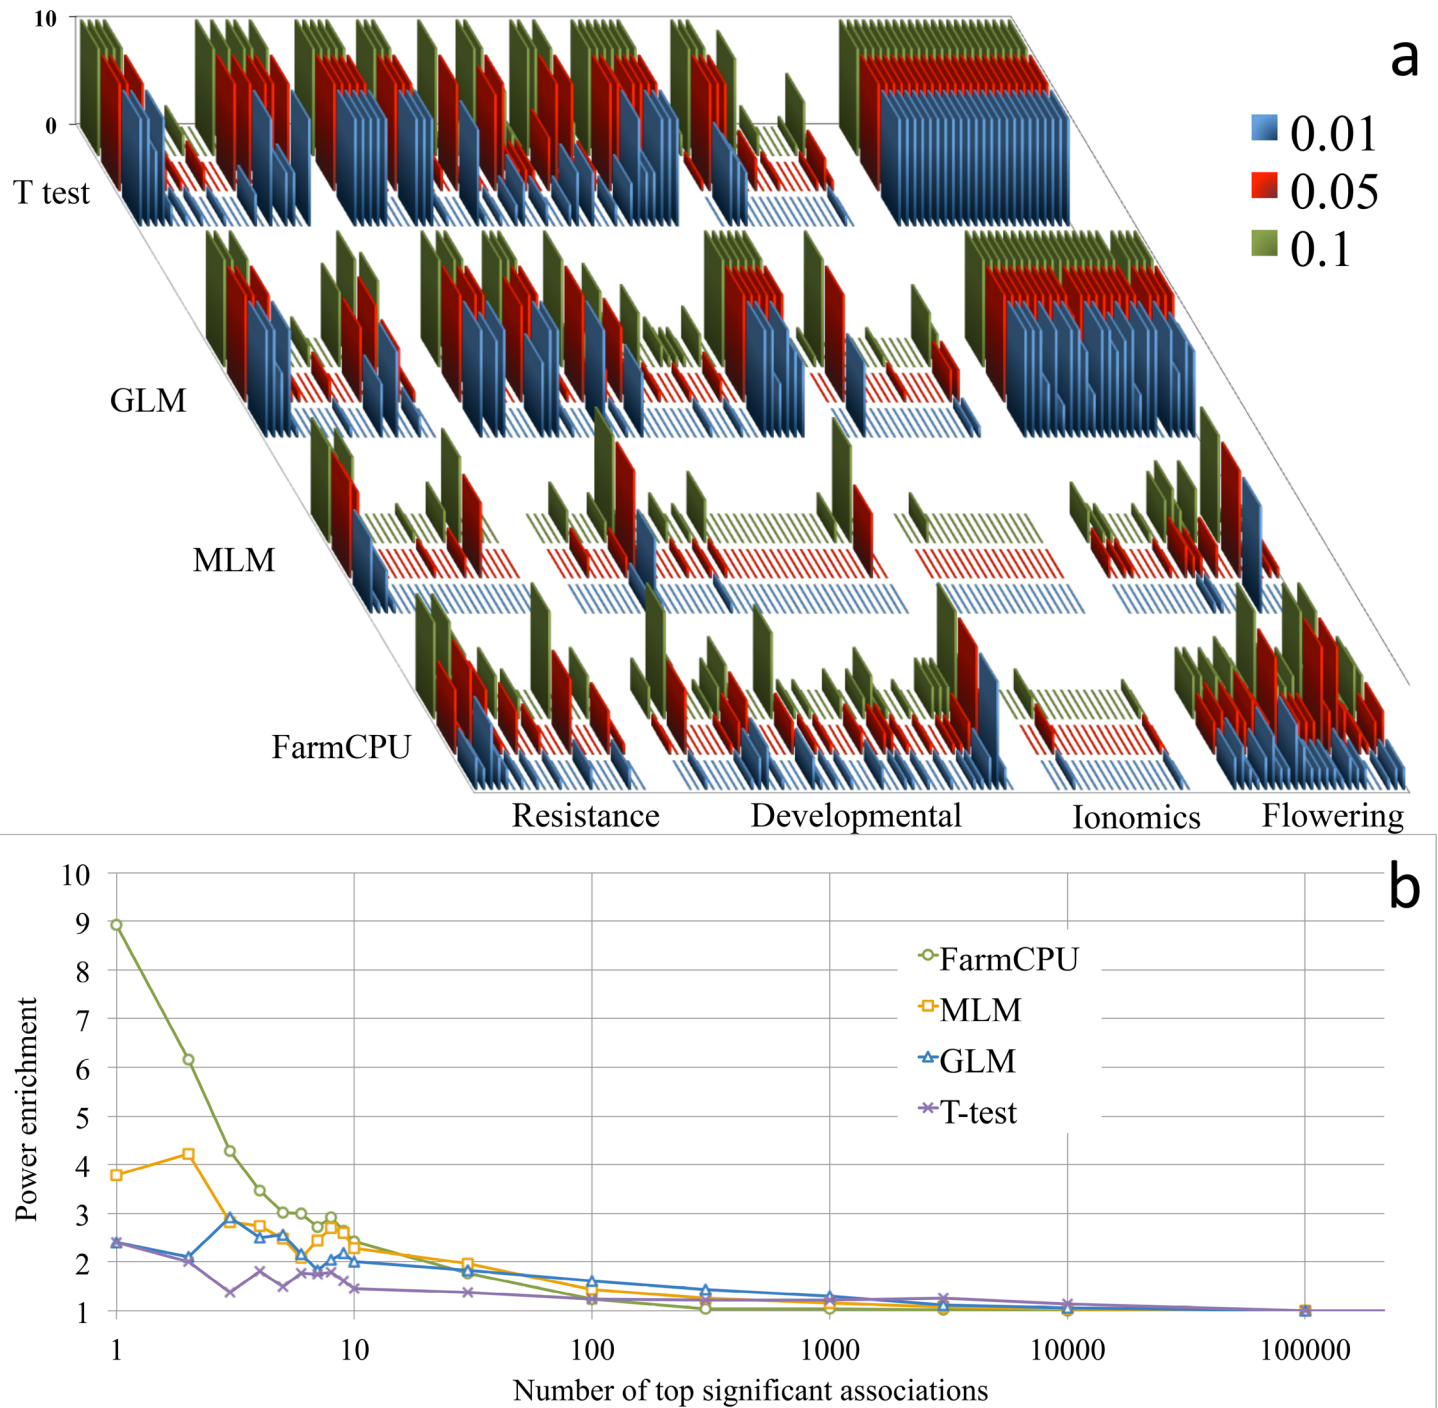 10
a
0
0.01
0.05
0.1
T test
GLM
MLM
FarmCPU
Resistance Developmental Ionomics Flowering
b
10
9
8
7
6
5
4
3
2
1
Power enrichment
FarmCPU
MLM
GLM
T-test
1 10 100 1000 10000 100000
Number of top significant associations